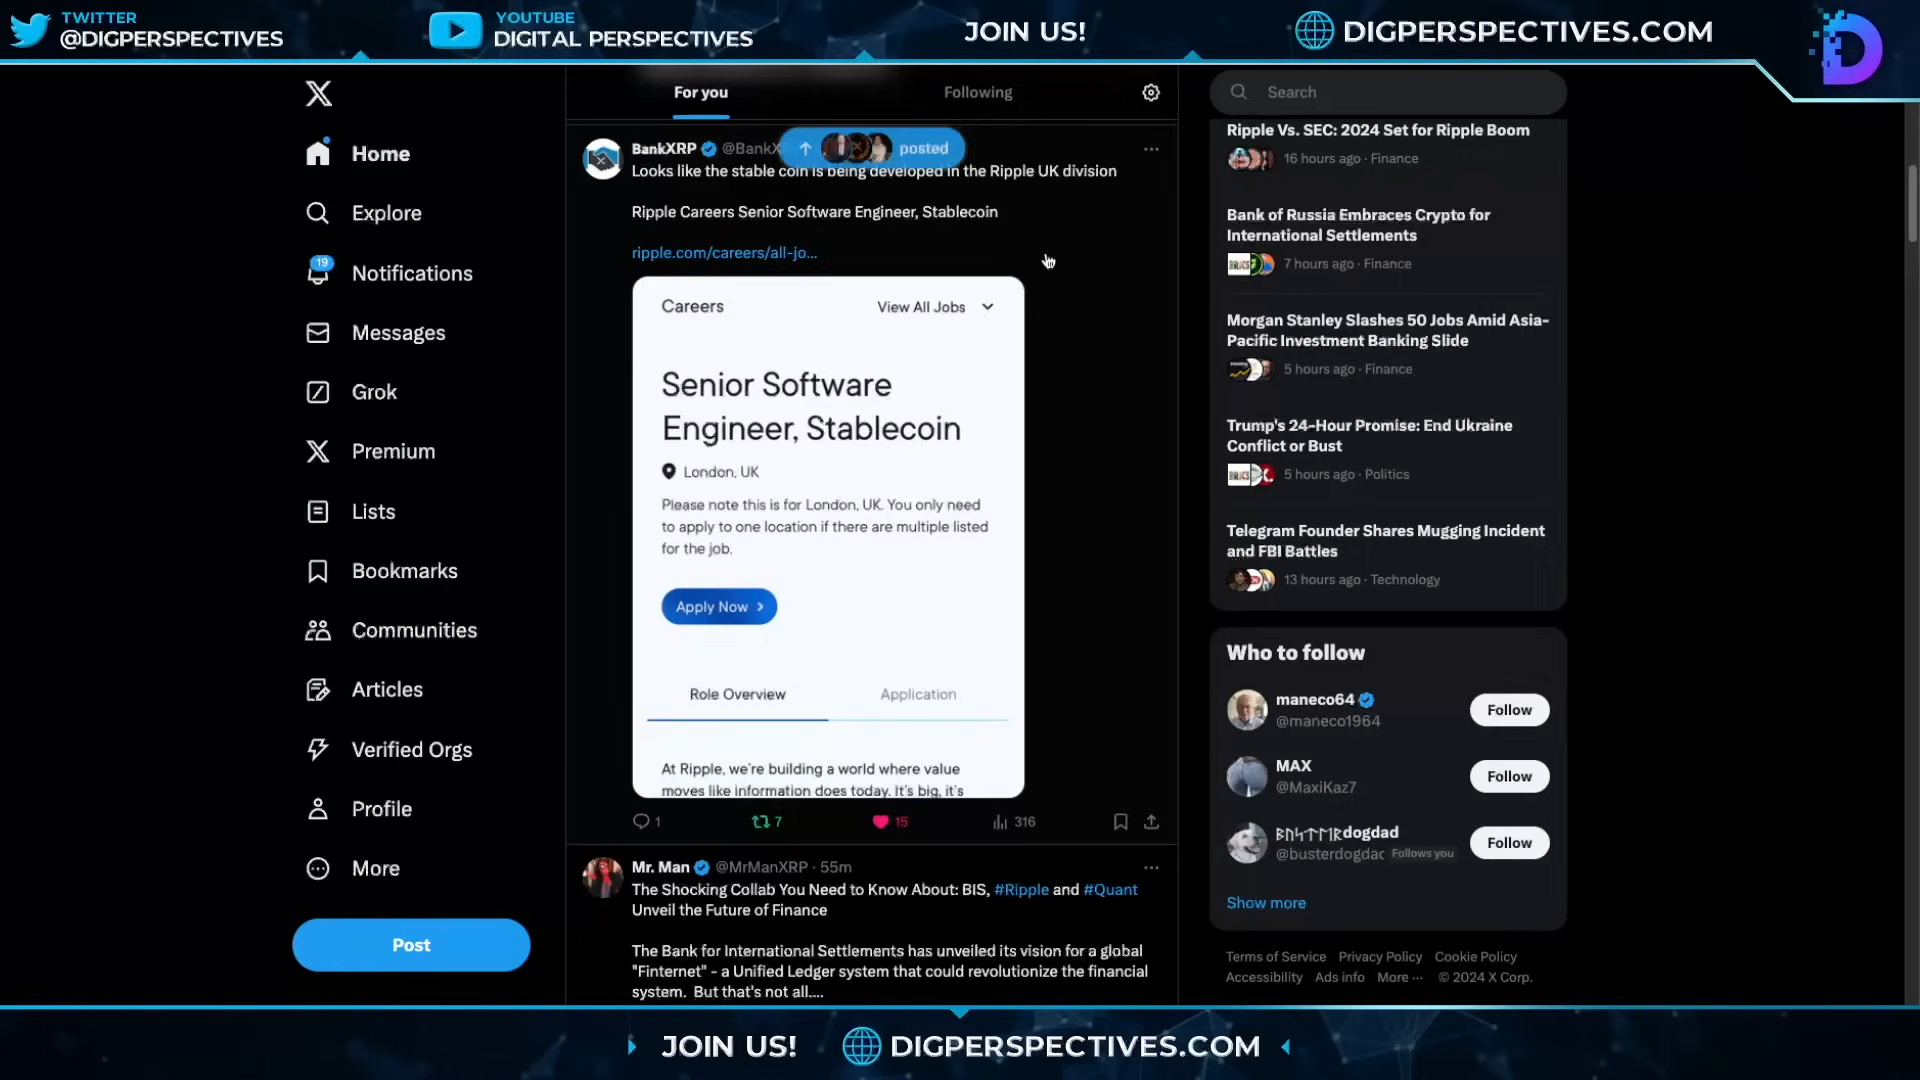 TWITTER
@DIGPERSPECTIVES
YOUTUBE
DIGITAL PERSPECTIVES
JOIN US!
DIGPERSPECTIVES.COM
Home
Explore
19
Notifications
Messages
Grok
Premium
Lists
Bookmarks
Communities
Articles
Verified Orgs
Profile
More
Post
For you
Following
BankXRP @BankX
posted
Looks like the stable coin is being developed in the Ripple UK division
Ripple Careers Senior Software Engineer, Stablecoin
ripple.com/careers/all-jo...
Careers
View All Jobs
Senior Software
Engineer, Stablecoin
London, UK
Please note this is for London, UK. You only need
to apply to one location if there are multiple listed
for the job.
Apply Now
Role Overview
Application
At Ripple, we're building a world where value
moves like information does today. It's big, it's
1
7
15
316
Mr. Man @MrManXRP · 55m
The Shocking Collab You Need to Know About: BIS, #Ripple and #Quant
Unveil the Future of Finance
The Bank for International Settlements has unveiled its vision for a global
"Finternet" - a Unified Ledger system that could revolutionize the financial
system. But that's not all....
Search
Ripple Vs. SEC: 2024 Set for Ripple Boom
16 hours ago · Finance
Bank of Russia Embraces Crypto for
International Settlements
7 hours ago · Finance
Morgan Stanley Slashes 50 Jobs Amid Asia-
Pacific Investment Banking Slide
5 hours ago · Finance
Trump's 24-Hour Promise: End Ukraine
Conflict or Bust
5 hours ago · Politics
Telegram Founder Shares Mugging Incident
and FBI Battles
13 hours ago · Technology
Who to follow
maneco64
@maneco1964
Follow
MAX
@MaxiKaz7
Follow
dogdad
@busterdogdac Follows you
Follow
Show more
Terms of Service Privacy Policy Cookie Policy
Accessibility Ads info More ··· © 2024 X Corp.
JOIN US!
DIGPERSPECTIVES.COM